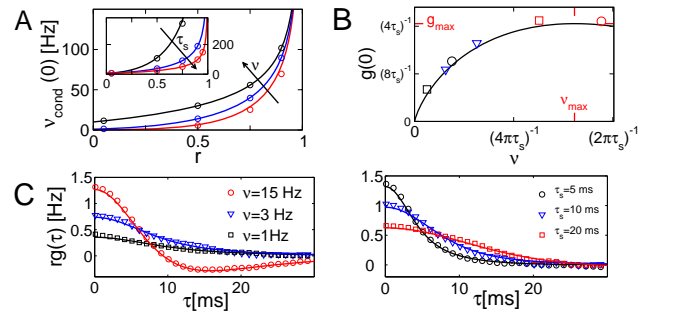 A
ν_cond (0) [Hz]
150
100
50
0
0
0.5
1
r
ν
τ_s
200
0
0
0.5
1
B
g(0)
(4τ_s)^-1
(8τ_s)^-1
0
g_max
ν_max
(4πτ_s)^-1
(2πτ_s)^-1
ν
C
rg(τ) [Hz]
1.5
1
0.5
0
0
10
20
τ[ms]
ν=15 Hz
ν=3 Hz
ν=1Hz
1.5
1
0.5
0
0
10
20
τ[ms]
τ_s=5 ms
τ_s=10 ms
τ_s=20 ms